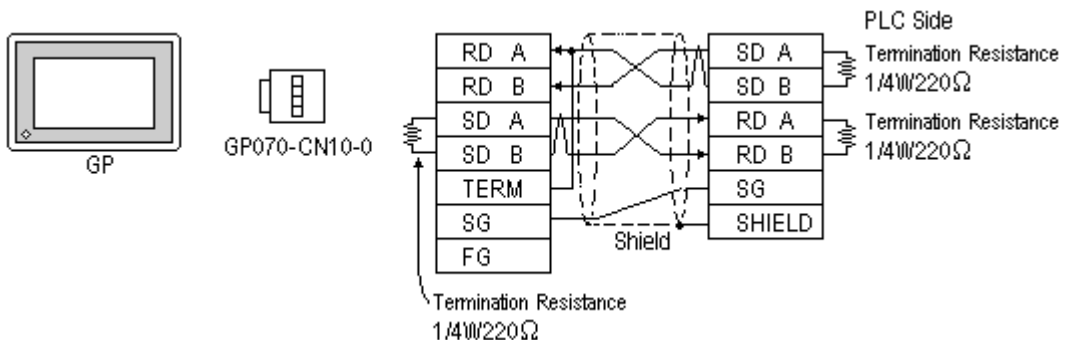 PLC Side
RD A
SD A
Termination Resistance
1/4W220Ω
RD B
SD B
SD A
RD A
Termination Resistance
1/4W220Ω
SD B
RD B
TERM
SG
SG
SHIELD
FG
GP
GP070-CN10-0
Shield
Termination Resistance
1/4W220Ω